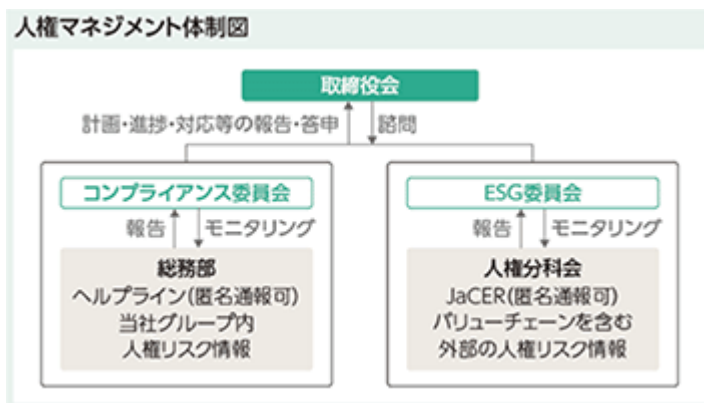 人権マネジメント体制図
取締役会
計画・進捗・対応等の報告・答申
諮問
コンプライアンス委員会
報告
モニタリング
総務部
ヘルプライン(匿名通報可)
当社グループ内
人権リスク情報
ESG委員会
報告
モニタリング
人権分科会
JaCER(匿名通報可)
バリューチェーンを含む
外部の人権リスク情報